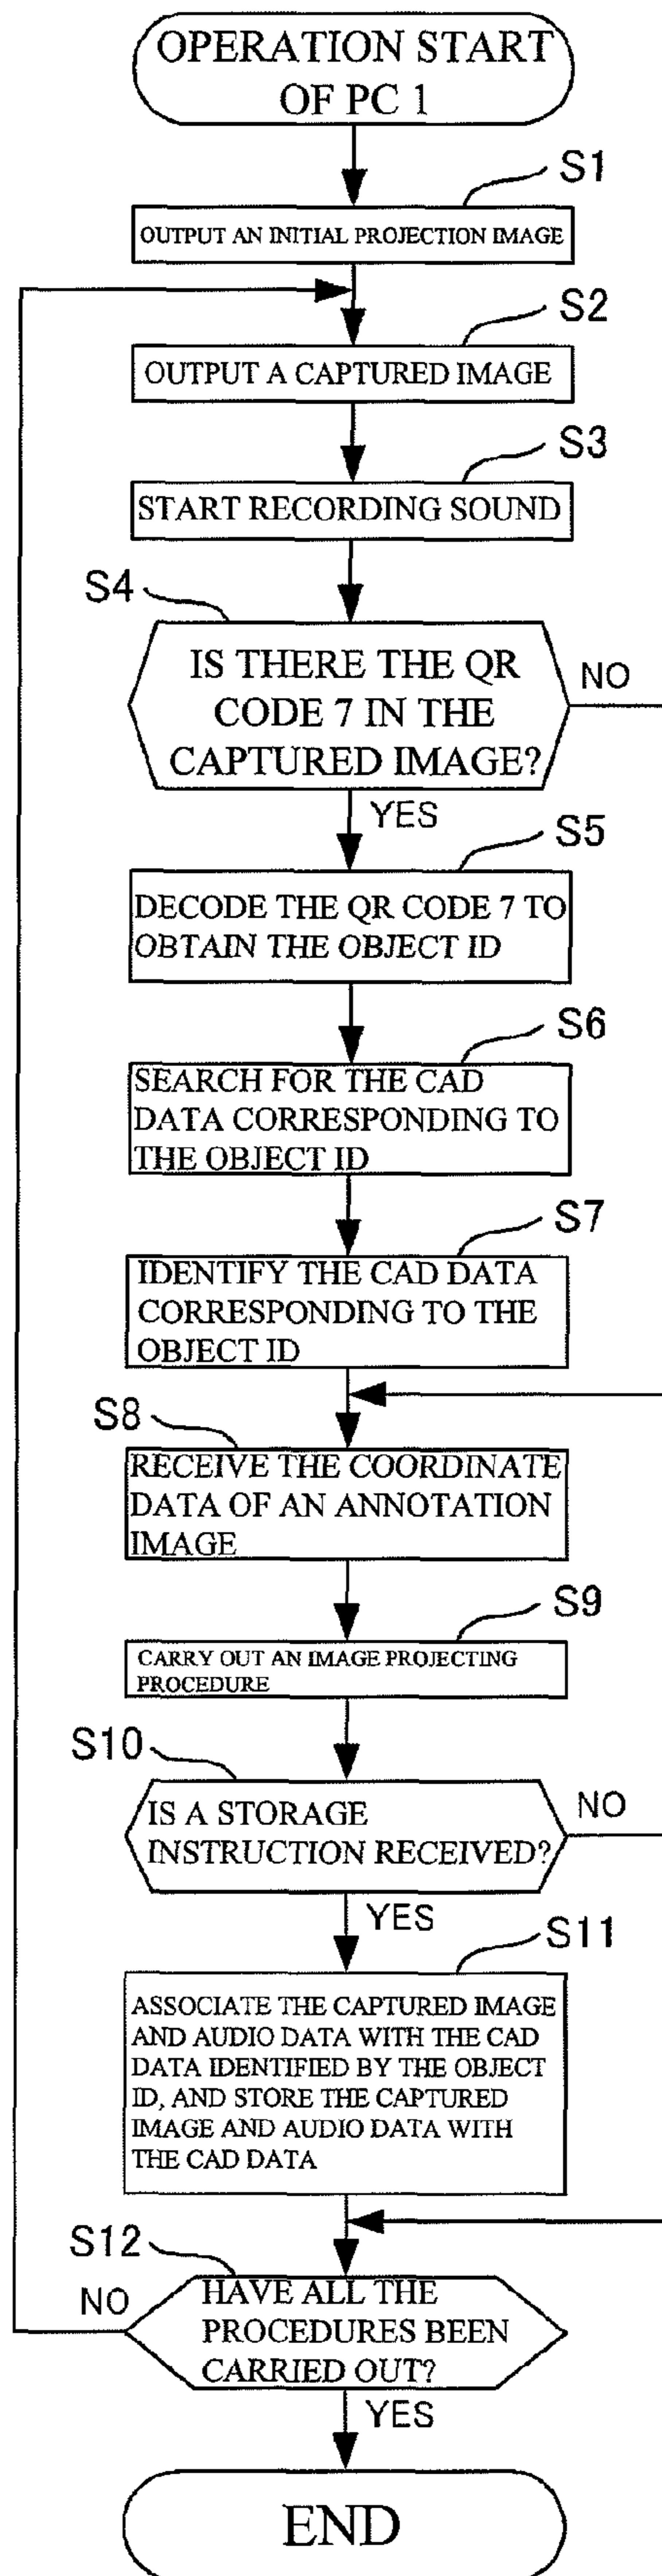 OPERATION START
OF PC 1
S1
OUTPUT AN INITIAL PROJECTION IMAGE
S2
OUTPUT A CAPTURED IMAGE
S3
START RECORDING SOUND
S4
IS THERE THE QR
CODE 7 IN THE
CAPTURED IMAGE?
NO
YES
S5
DECODE THE QR CODE 7 TO
OBTAIN THE OBJECT ID
S6
SEARCH FOR THE CAD
DATA CORRESPONDING TO
THE OBJECT ID
S7
IDENTIFY THE CAD DATA
CORRESPONDING TO THE
OBJECT ID
S8
RECEIVE THE COORDINATE
DATA OF AN ANNOTATION
IMAGE
S9
CARRY OUT AN IMAGE PROJECTING
PROCEDURE
S10
IS A STORAGE
INSTRUCTION RECEIVED?
NO
YES
S11
ASSOCIATE THE CAPTURED IMAGE
AND AUDIO DATA WITH THE CAD
DATA IDENTIFIED BY THE OBJECT
ID, AND STORE THE CAPTURED
IMAGE AND AUDIO DATA WITH
THE CAD DATA
S12
NO
HAVE ALL THE
PROCEDURES BEEN
CARRIED OUT?
YES
END